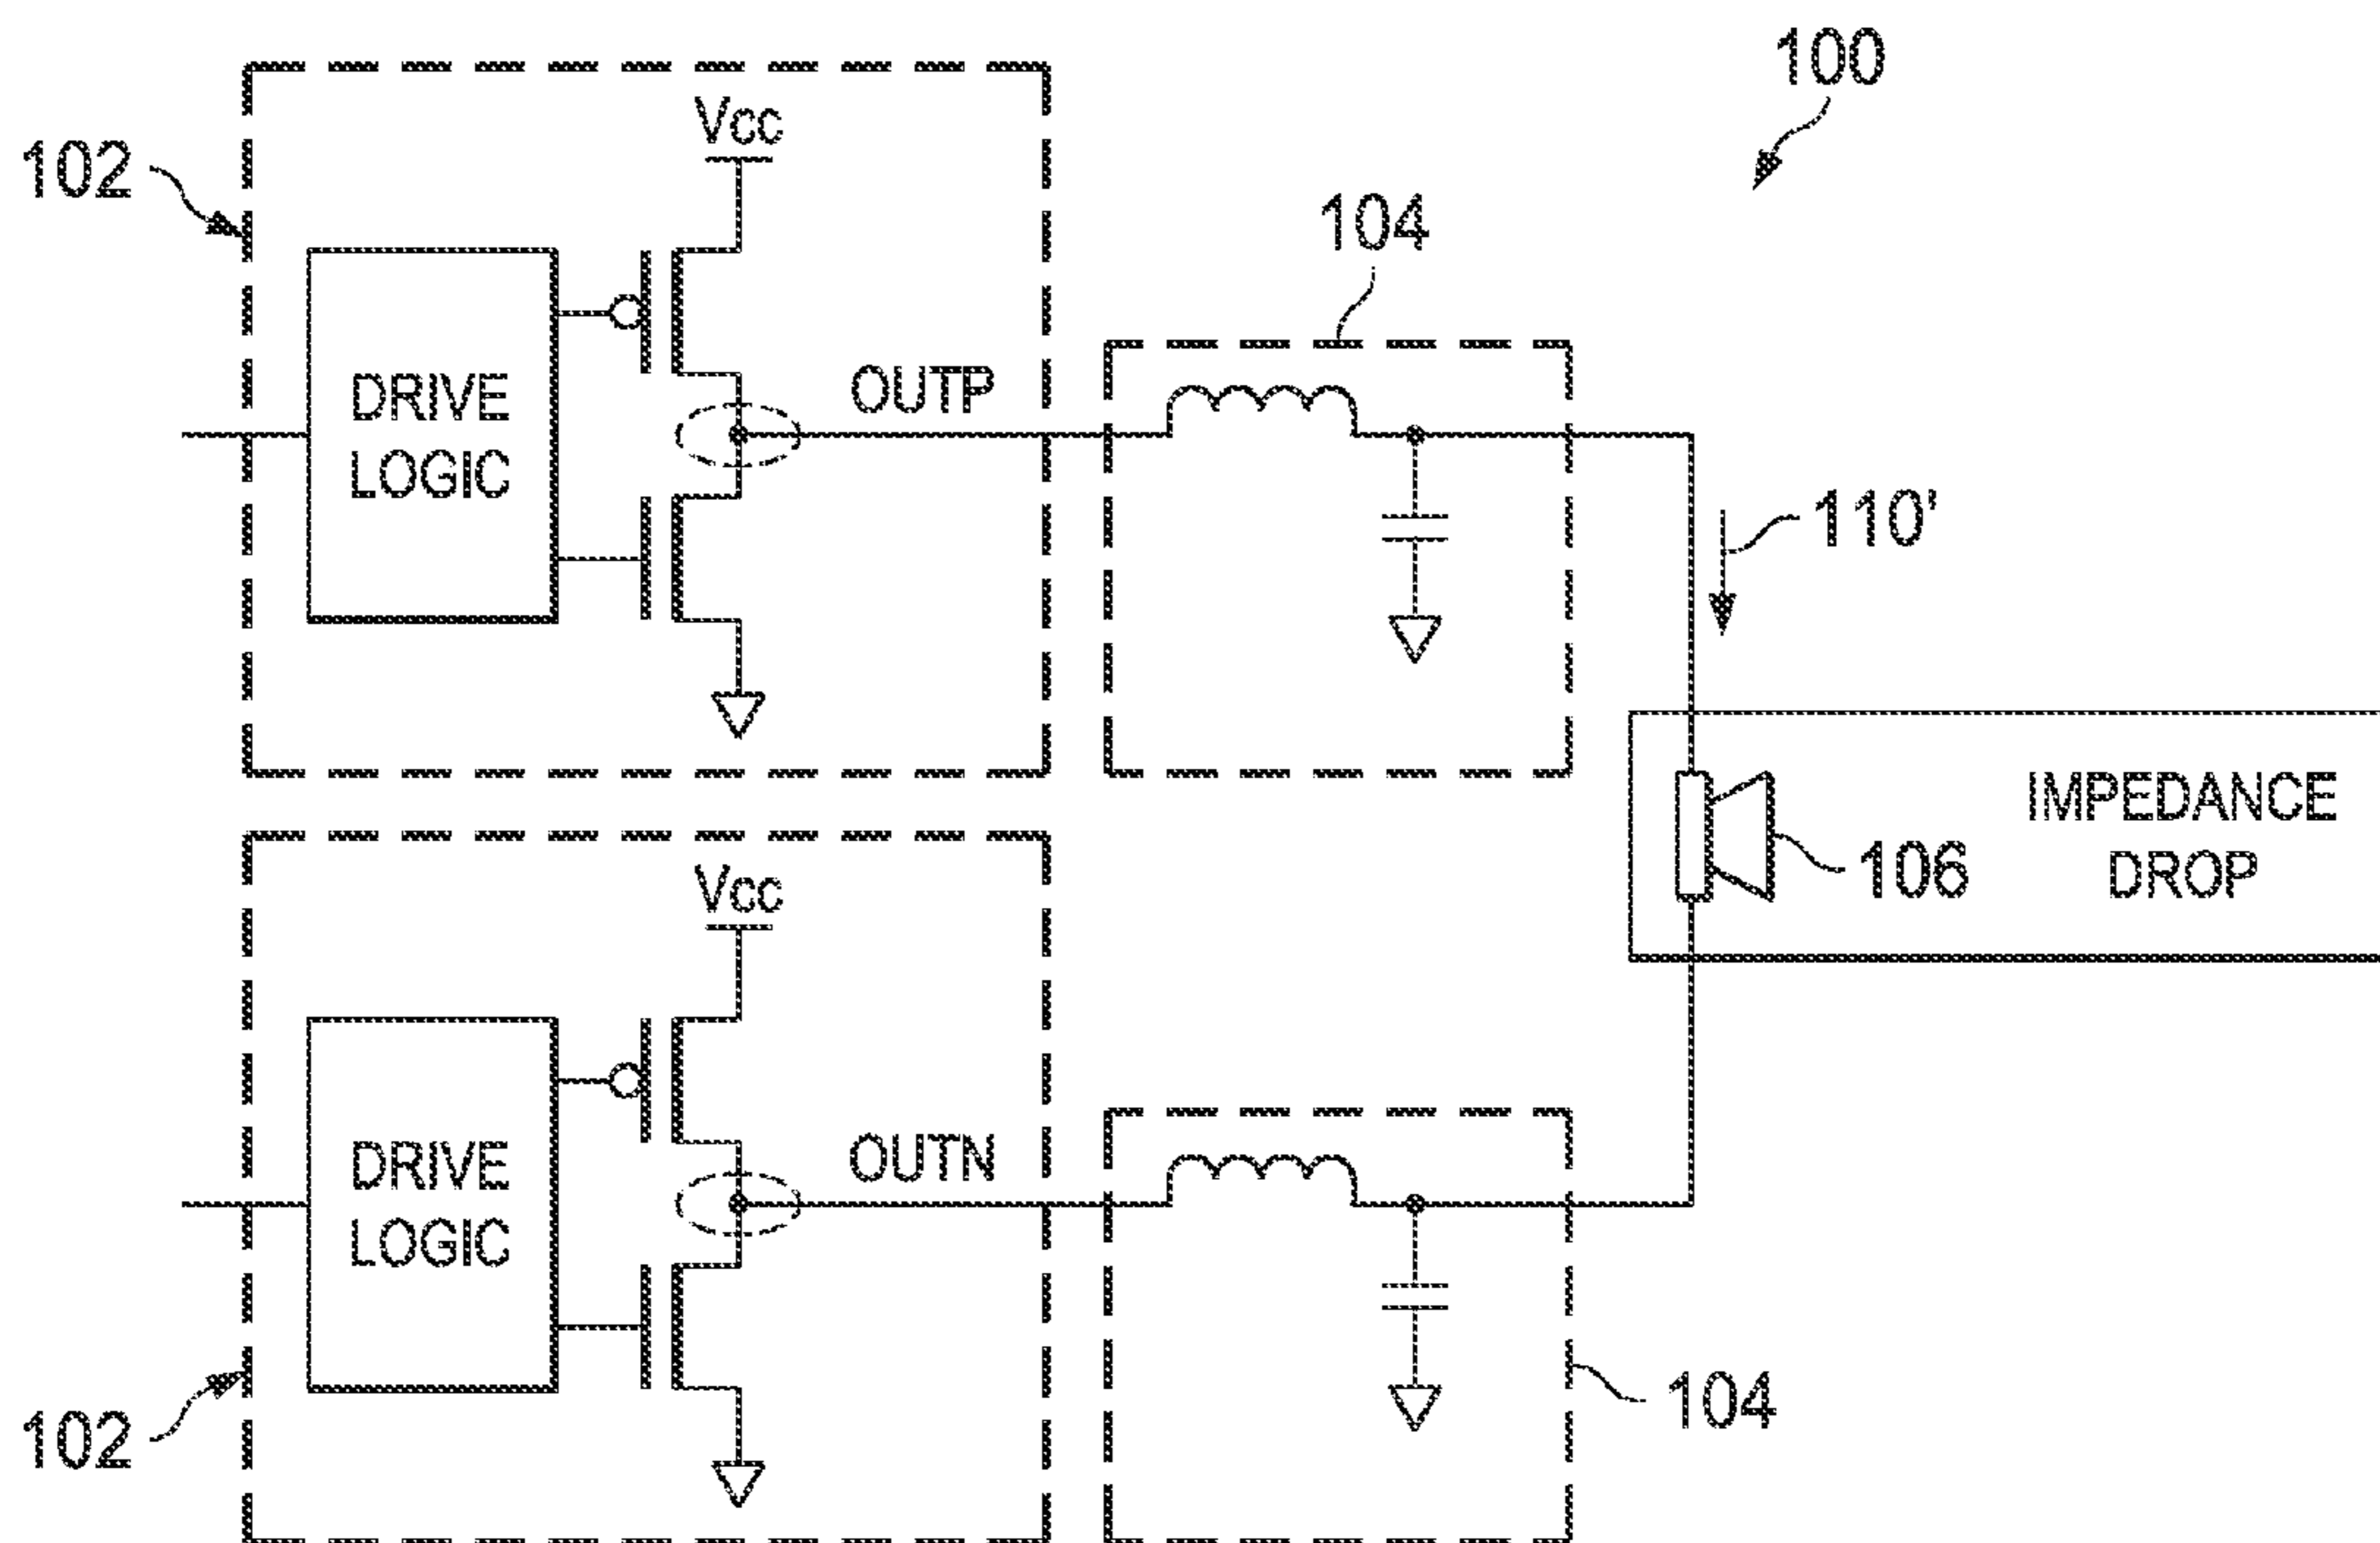 100
102
Vcc
104
DRIVE
LOGIC
OUTP
110'
IMPEDANCE
DROP
106
Vcc
DRIVE
LOGIC
OUTN
104
102